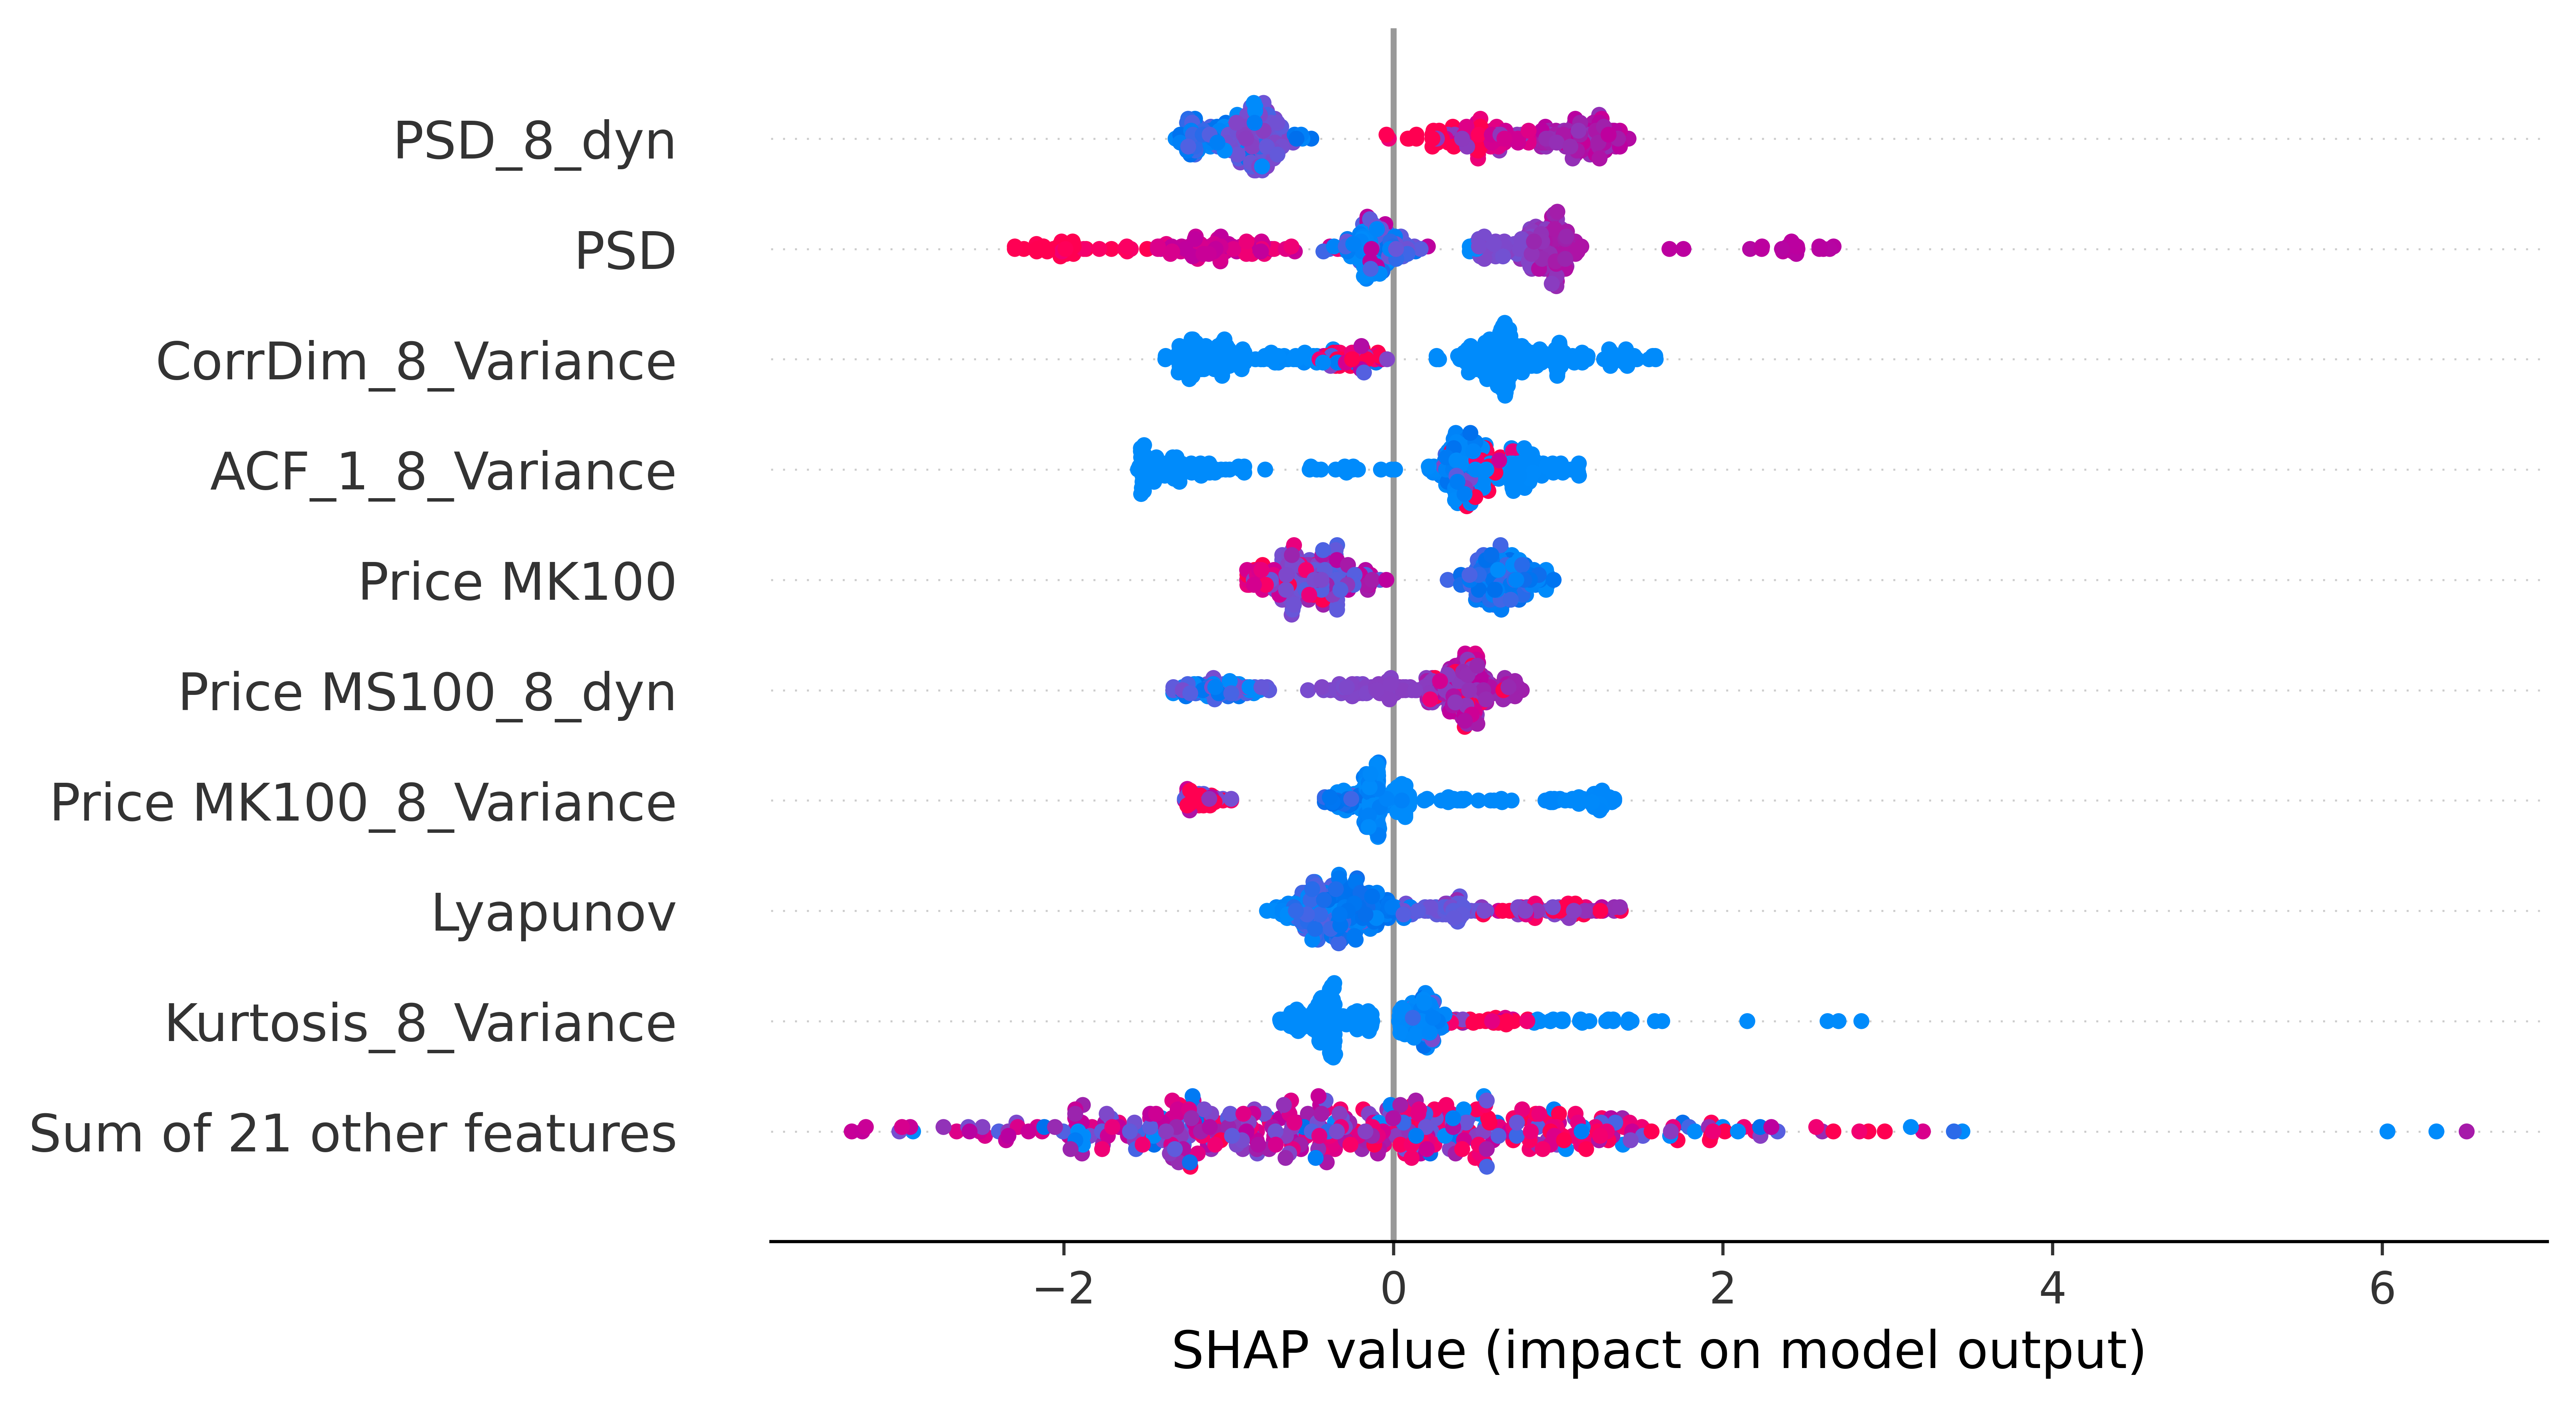 PSD_8_dyn
PSD
CorrDim_8_Variance
ACF_1_8_Variance
Price MK100
Price MS100_8_dyn
Price MK100_8_Variance
Lyapunov
Kurtosis_8_Variance
Sum of 21 other features
−2 0 2 4 6
SHAP value (impact on model output)